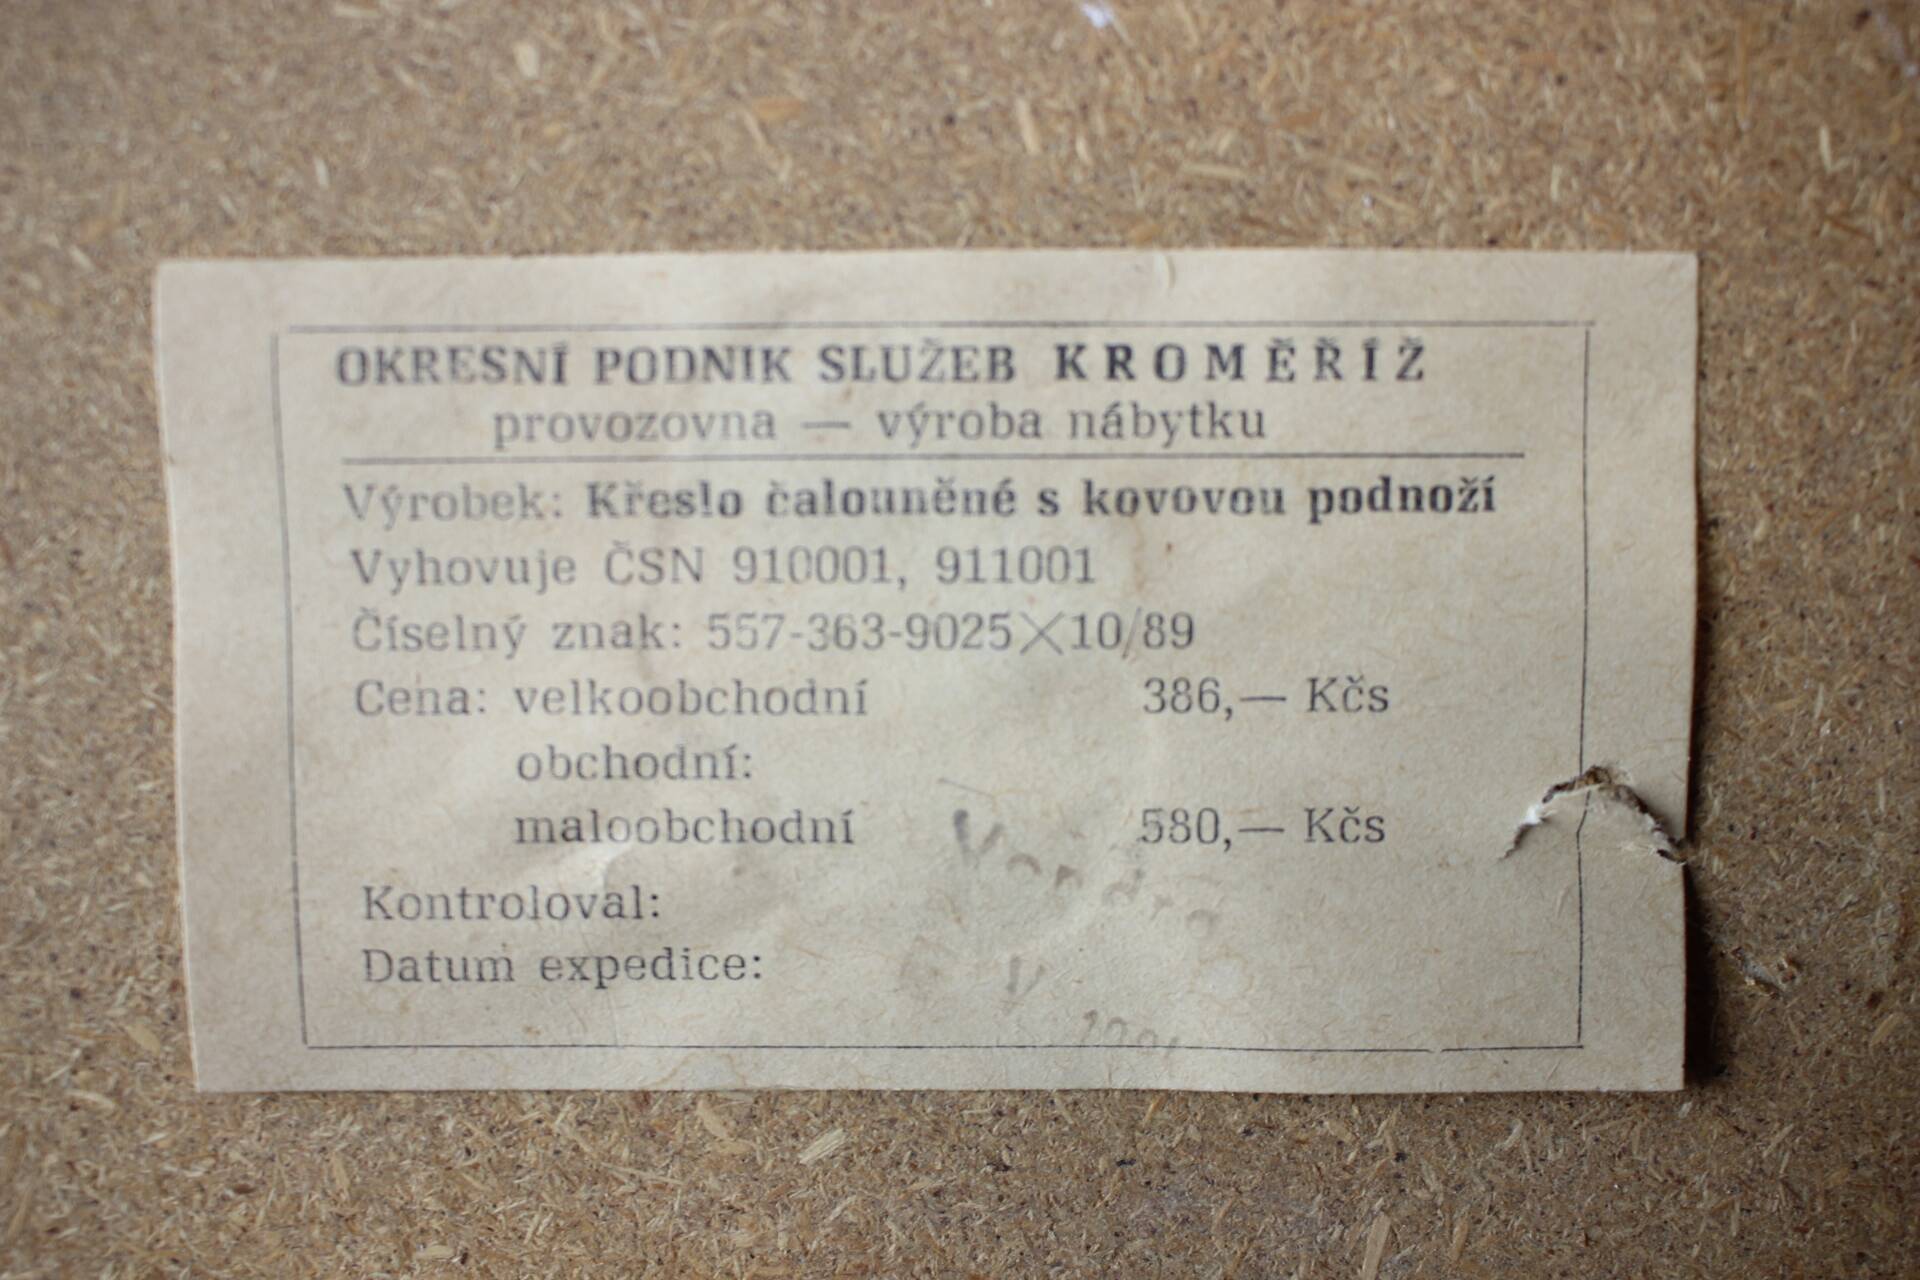 OKRESNÍ PODNIK SLUŽEB KROMĚŘÍŽ
provozovna — výroba nábytku
Výrobek: Křeslo čalouněné s kovovou podnoží
Vyhovuje ČSN 910001, 911001
Číselný znak: 557-363-9025×10/89
Cena: velkoobchodní 386,— Kčs
obchodní:
maloobchodní 580,— Kčs
Kontroloval:
Datum expedice: